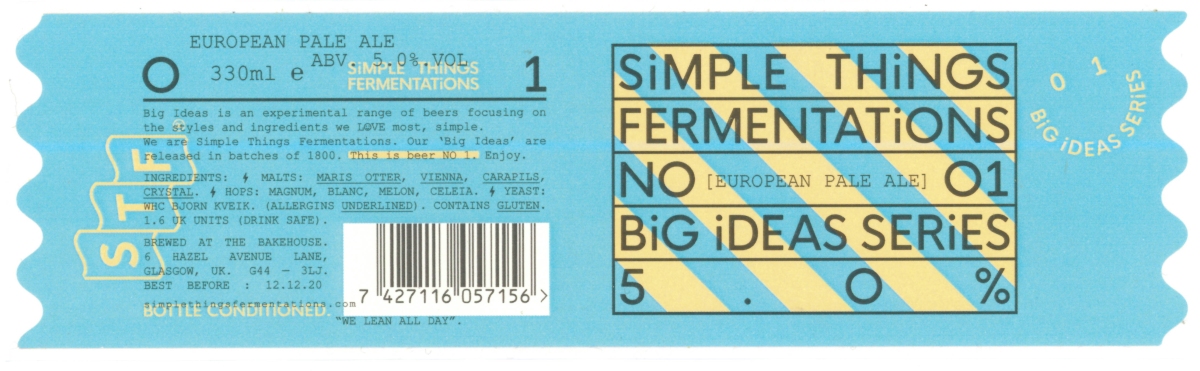 EUROPEAN PALE ALE
ABV. 5.0% VOL
O 330ml e SiMPLE THiNGS 1
FERMENTATiONS
Big Ideas is an experimental range of beers focusing on
the styles and ingredients we LOVE most, simple.
We are Simple Things Fermentations. Our ‘Big Ideas’ are
released in batches of 1800. This is beer NO 1. Enjoy.
INGREDIENTS: MALTS: MARIS OTTER, VIENNA, CARAPILS,
CRYSTAL. HOPS: MAGNUM, BLANC, MELON, CELEIA. YEAST:
WHC BJORN KVEIK. (ALLERGINS UNDERLINED). CONTAINS GLUTEN.
1.6 UK UNITS (DRINK SAFE).
STF®
BREWED AT THE BAKEHOUSE.
6 HAZEL AVENUE LANE,
GLASGOW, UK. G44 – 3LJ.
BEST BEFORE : 12.12.20
simplethingsfermentations.com
BOTTLE CONDITIONED.
7 427116 057156 >
“WE LEAN ALL DAY”.
SiMPLE THiNGS
FERMENTATiONS
NO [EUROPEAN PALE ALE] O1
BiG iDEAS SERiES
5.O%
O 1
BiG iDEAS SERiES